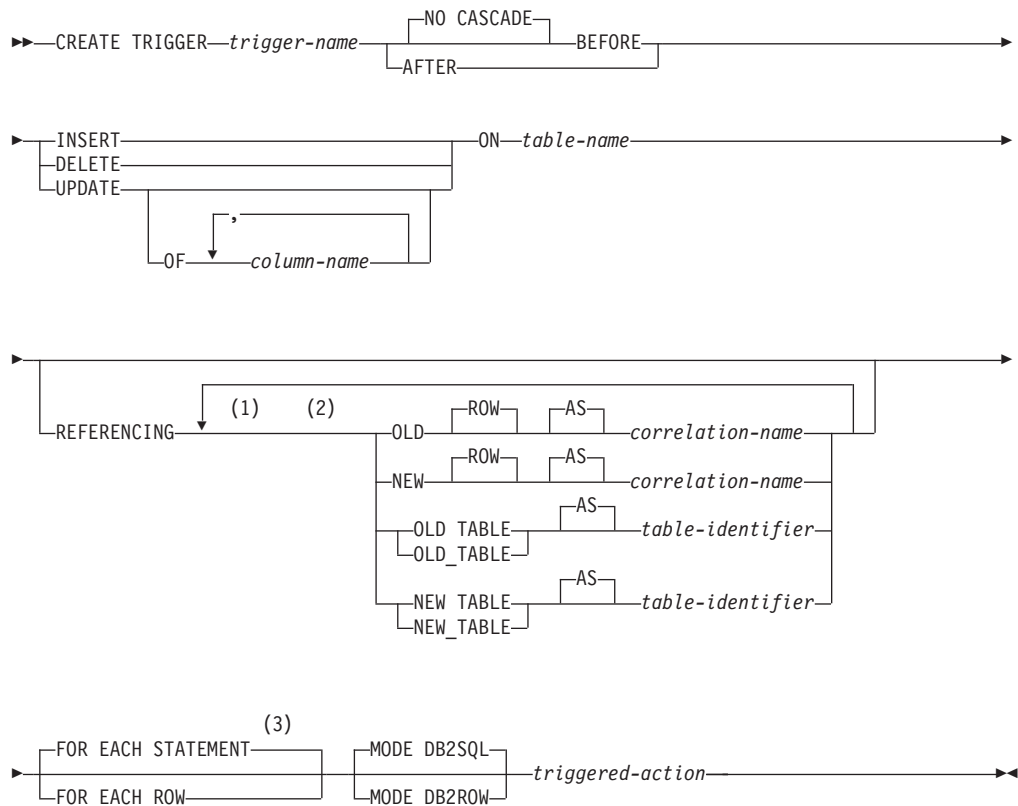 NO CASCADE
CREATE TRIGGER trigger-name BEFORE
AFTER
INSERT ON table-name
DELETE
UPDATE
,
OF column-name
(1) (2) ROW AS
REFERENCING OLD correlation-name
ROW AS
NEW correlation-name
AS
OLD TABLE table-identifier
OLD_TABLE
AS
NEW TABLE table-identifier
NEW_TABLE
(3)
FOR EACH STATEMENT MODE DB2SQL
triggered-action
FOR EACH ROW MODE DB2ROW